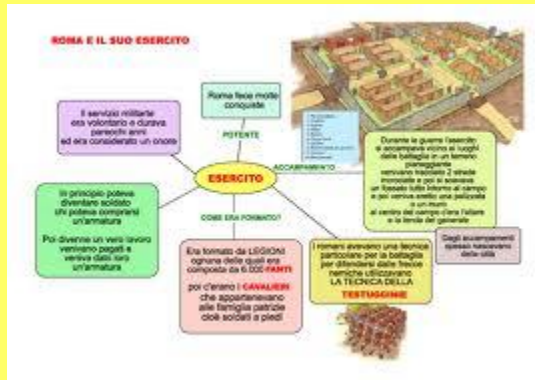 ROMA E IL SUO ESERCITO
Roma fece molte
conquiste
Il servizio militare
era volontario e durava
parecchi anni
ed era considerato un onore
POTENTE
ACCAMPAMENTO
Durante le guerre l'esercito
si accampava vicino ai luoghi
della battaglia in un terreno
pianeggiante
venivano tracciate 2 strade
incrociate e poi si scavava
un fossato tutto intorno al campo
e poi veniva eretto una palizzata
o un muro
al centro del campo c'era l'altare
e la tenda del generale
ESERCITO
In principio poteva
diventare soldato
chi poteva comprarsi
un'armatura
Poi divenne un vero lavoro
venivano pagati e
veniva dato loro
un'armatura
COME ERA FORMATO?
Era formato da LEGIONI
ognuna delle quali era
composta da 6.000 FANTI
poi c'erano i CAVALIERI
che appartenevano
alle famiglie patrizie
cioè soldati a piedi
I romani avevano una tecnica
particolare per la battaglia
per difendersi dalle frecce
nemiche utilizzavano
LA TECNICA DELLA
TESTUGGINE
Dagli accampamenti
spesso nascevano
delle città